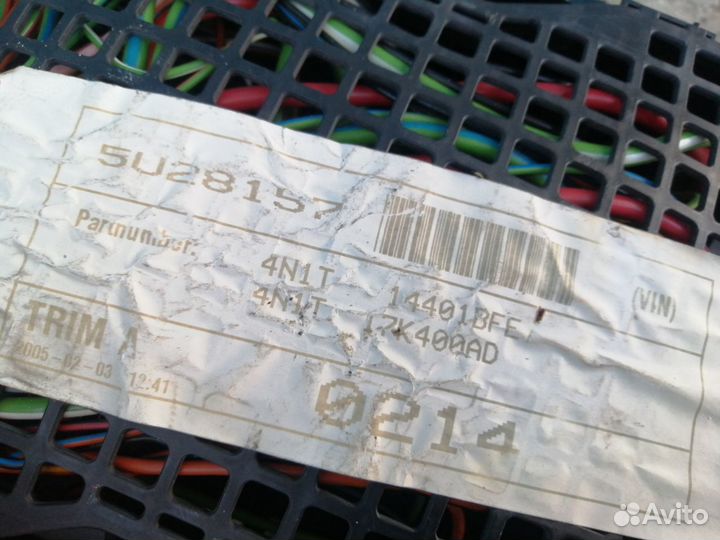 5U28157
(VIN)
Partnumber:
4N1T 14401BFE
4N1T 17K400AD
TRIM A
2005-02-03 12:41
0214
Avito